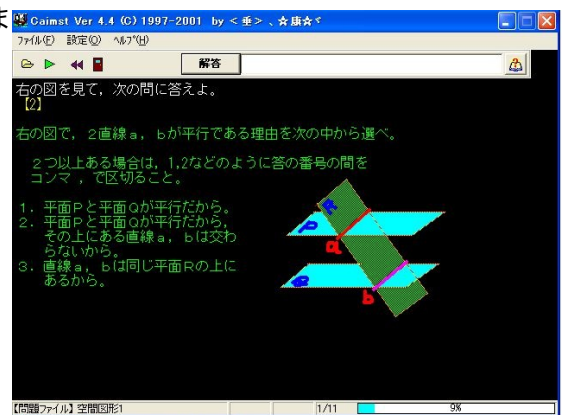 ま
Caimst Ver 4.4 (C) 1997-2001 by <垂>、☆康☆ミ
ファイル(F) 設定(O) ヘルプ(H)
解答
右の図を見て，次の問に答えよ。
【2】
右の図で，２直線ａ，ｂが平行である理由を次の中から選べ。
２つ以上ある場合は，1,2などのように答の番号の間を
コンマ，で区切ること。
1．平面Ｐと平面Ｑが平行だから。
2．平面ＰとＱが平行だから，
その上にある直線ａ，ｂは交わ
らないから。
3．直線ａ，ｂは同じ平面Ｒの上に
あるから。
R
P
a
Q
b
【問題ファイル】空間図形1 1/11 9%